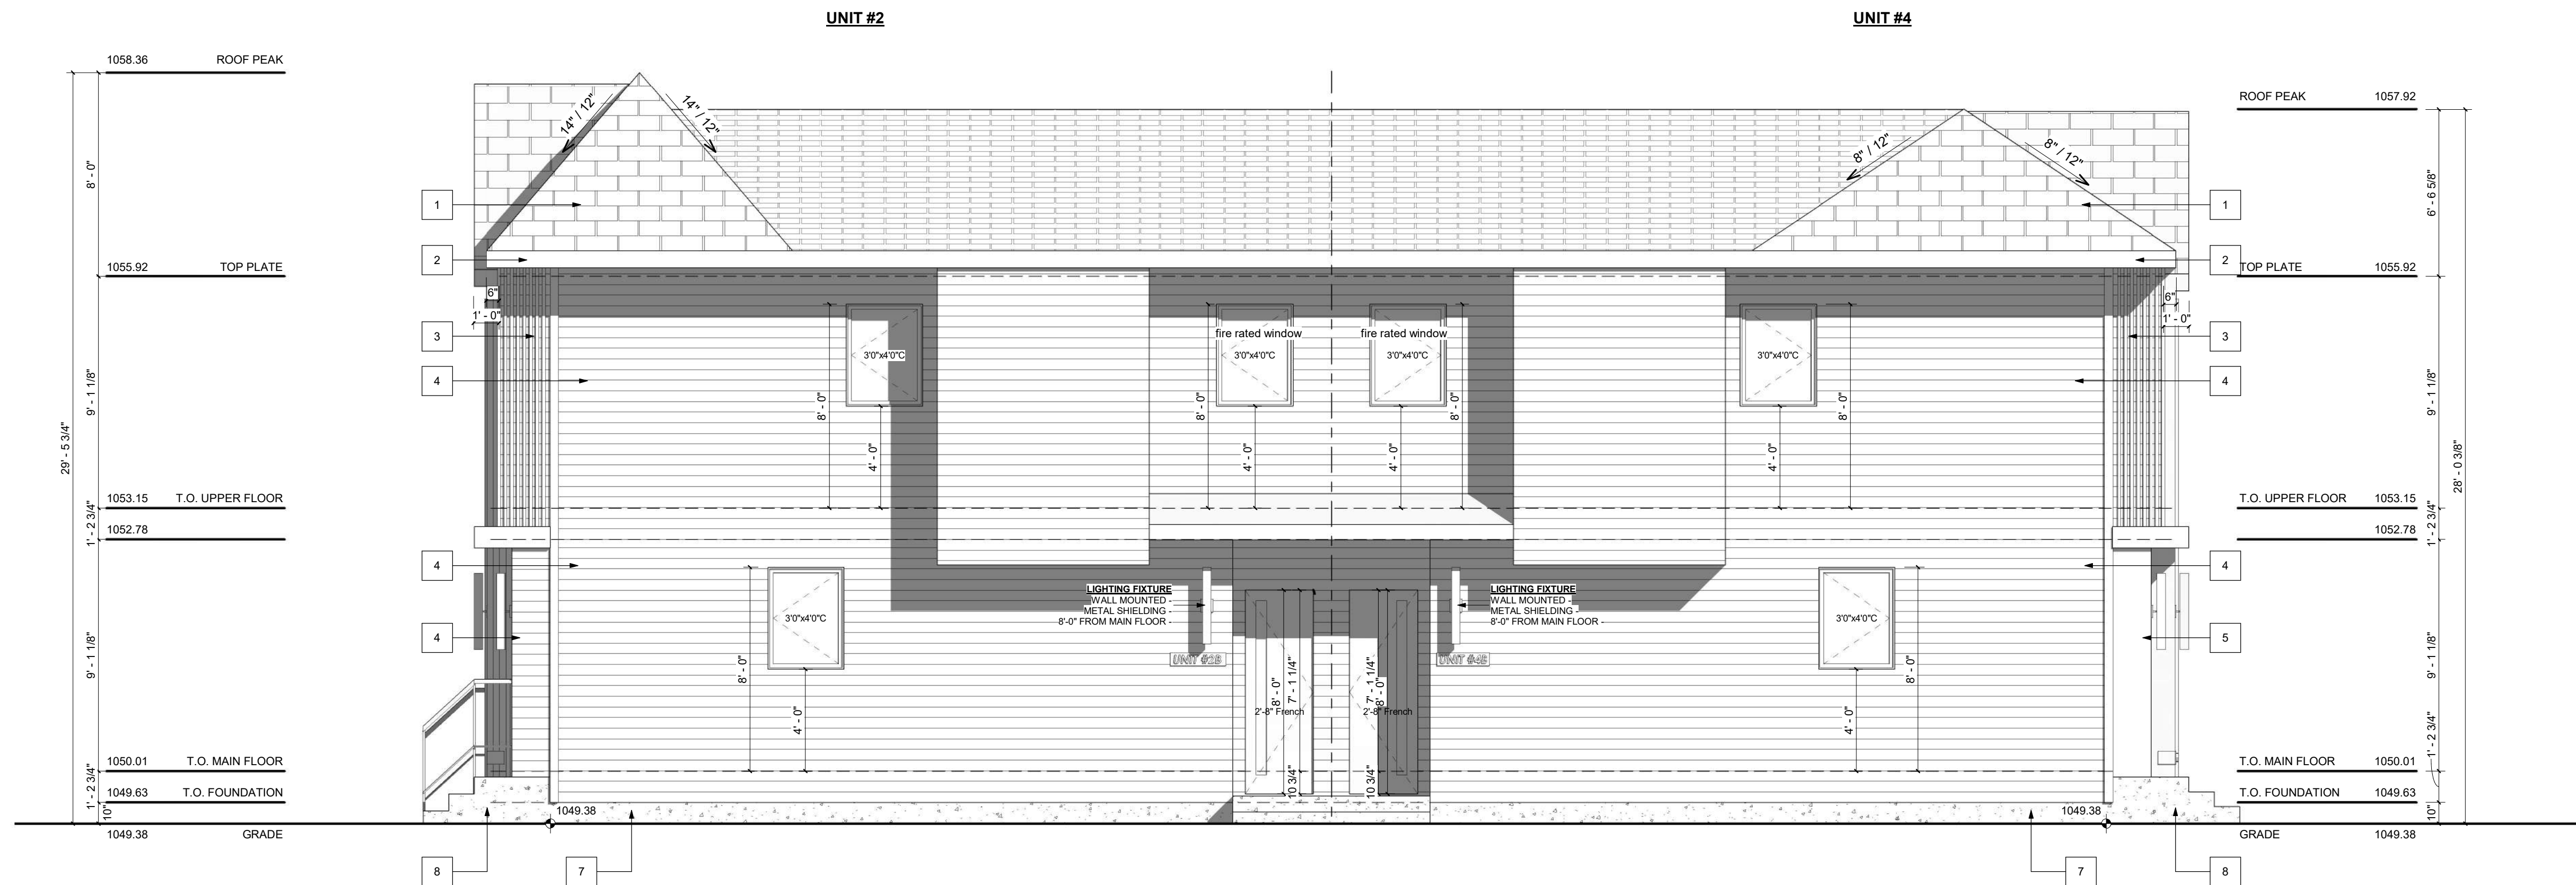 UNIT #2
UNIT #4
1058.36 ROOF PEAK
ROOF PEAK 1057.92
14" / 12"
14" / 12"
8" / 12"
8" / 12"
8' - 0"
6' - 6 5/8"
1
1
2
2
1055.92 TOP PLATE
TOP PLATE 1055.92
6"
1' - 0"
6"
1' - 0"
3
3
fire rated window
fire rated window
3'0"x4'0"C
3'0"x4'0"C
3'0"x4'0"C
3'0"x4'0"C
4
4
9' - 1 1/8"
9' - 1 1/8"
8' - 0"
8' - 0"
8' - 0"
8' - 0"
4' - 0"
4' - 0"
4' - 0"
4' - 0"
29' - 5 3/4"
28' - 0 3/8"
1053.15 T.O. UPPER FLOOR
T.O. UPPER FLOOR 1053.15
1' - 2 3/4"
1' - 2 3/4"
1052.78
1052.78
4
4
LIGHTING FIXTURE
WALL MOUNTED -
METAL SHIELDING -
8'-0" FROM MAIN FLOOR -
LIGHTING FIXTURE
WALL MOUNTED -
METAL SHIELDING -
8'-0" FROM MAIN FLOOR -
3'0"x4'0"C
3'0"x4'0"C
4
5
UNIT #2B
UNIT #4B
9' - 1 1/8"
9' - 1 1/8"
8' - 0"
8' - 0"
4' - 0"
4' - 0"
8' - 0"
7' - 1 1/4"
7' - 1 1/4"
8' - 0"
2'-8" French
2'-8" French
10 3/4"
10 3/4"
1050.01 T.O. MAIN FLOOR
T.O. MAIN FLOOR 1050.01
1' - 2 3/4"
1' - 2 3/4"
1049.63 T.O. FOUNDATION
T.O. FOUNDATION 1049.63
10"
10"
1049.38
1049.38
1049.38 GRADE
GRADE 1049.38
8
7
7
8